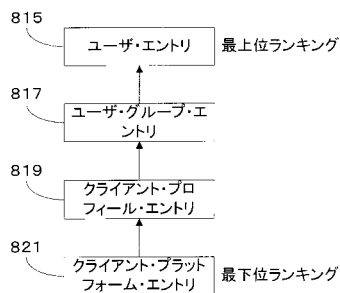 815
ユーザ・エントリ 最上位ランキング
817
ユーザ・グループ・エ
ントリ
819
クライアント・プロ
フィール・エントリ
821
クライアント・プラット
フォーム・エントリ 最下位ランキング